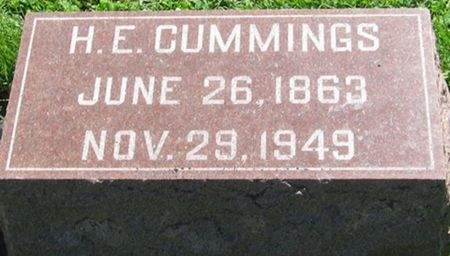 H.E. CUMMINGS
JUNE 26, 1863
NOV. 29, 1949